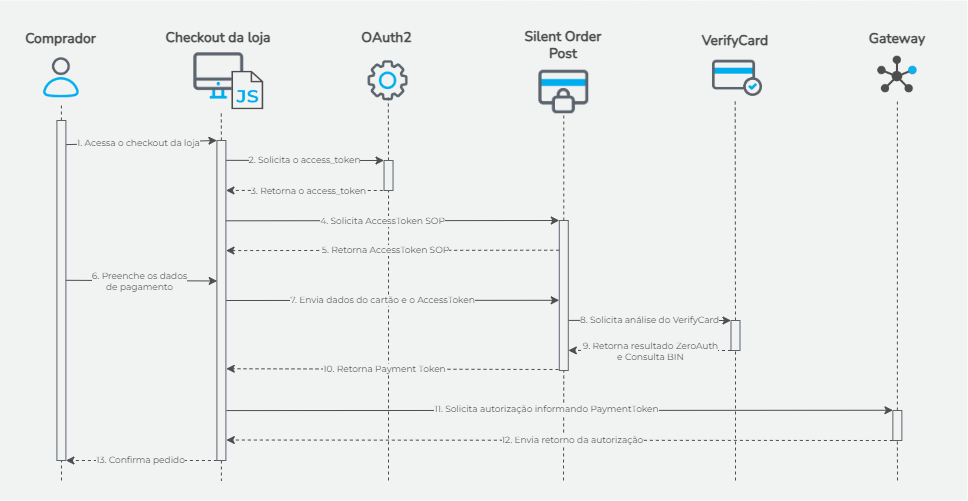 Comprador
Checkout da loja
OAuth2
Silent Order
Post
VerifyCard
Gateway
JS
1. Acessa o checkout da loja
2. Solicita o access_token
3. Retorna o access_token
4. Solicita AccessToken SOP
5. Retorna AccessToken SOP
6. Preenche os dados
de pagamento
7. Envia dados do cartão e o AccessToken
8. Solicita análise do VerifyCard
9. Retorna resultado ZeroAuth
e Consulta BIN
10. Retorna Payment Token
11. Solicita autorização informando PaymentToken
12. Envia retorno da autorização
13. Confirma pedido